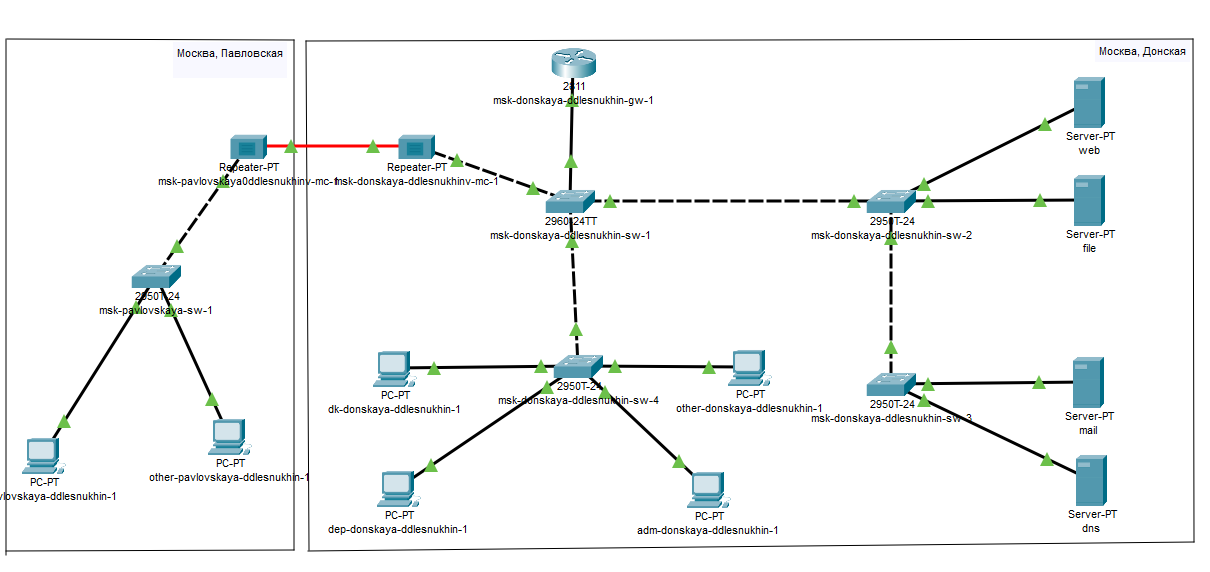 Москва, Павловская
Москва, Донская
2811
msk-donskaya-ddlesnukhin-gw-1
Repeater-PT
msk-pavlovskaya0ddlesnukhinv-mc-1
Repeater-PT
msk-donskaya-ddlesnukhinv-mc-1
2960-24TT
msk-donskaya-ddlesnukhin-sw-1
2950T-24
msk-donskaya-ddlesnukhin-sw-2
Server-PT
web
Server-PT
file
2950T-24
msk-pavlovskaya-sw-1
PC-PT
dk-donskaya-ddlesnukhin-1
2950T-24
msk-donskaya-ddlesnukhin-sw-4
PC-PT
other-donskaya-ddlesnukhin-1
2950T-24
msk-donskaya-ddlesnukhin-sw-3
Server-PT
mail
PC-PT
vlovskaya-ddlesnukhin-1
PC-PT
other-pavlovskaya-ddlesnukhin-1
PC-PT
dep-donskaya-ddlesnukhin-1
PC-PT
adm-donskaya-ddlesnukhin-1
Server-PT
dns